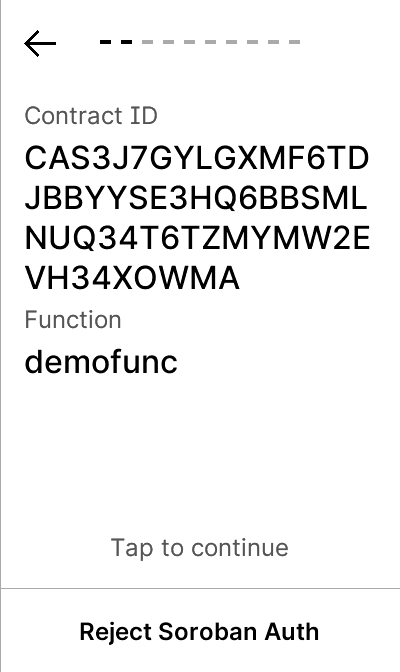 Contract ID
CAS3J7GYLGXMF6TD
JBBYYSE3HQ6BBSML
NUQ34T6TZMYMW2E
VH34XOWMA
Function
demofunc
Tap to continue
Reject Soroban Auth